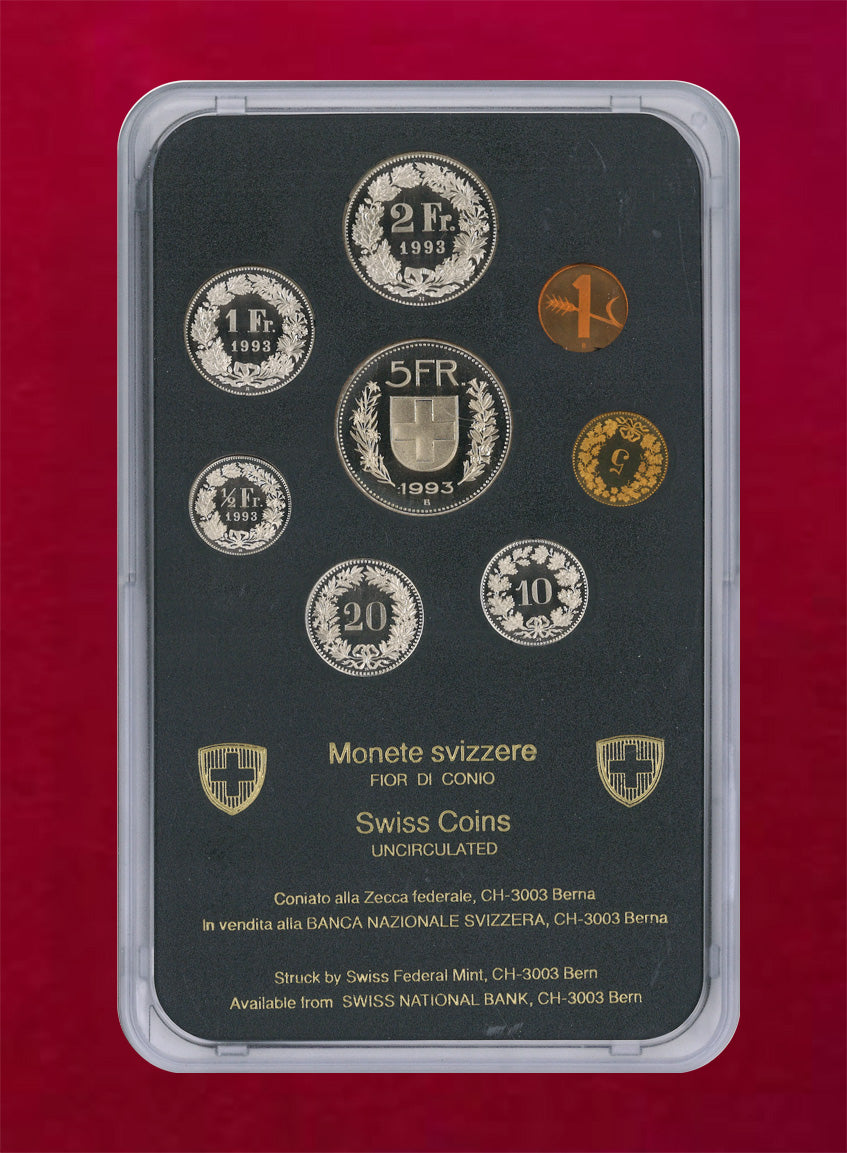 2 Fr.
1993
B
1 Fr.
1993
B
1
B
5FR.
1993
B
5
½ Fr.
1993
B
20
10
Monete svizzere
FIOR DI CONIO
Swiss Coins
UNCIRCULATED
Coniato alla Zecca federale, CH-3003 Berna
In vendita alla BANCA NAZIONALE SVIZZERA, CH-3003 Berna
Struck by Swiss Federal Mint, CH-3003 Bern
Available from SWISS NATIONAL BANK, CH-3003 Bern